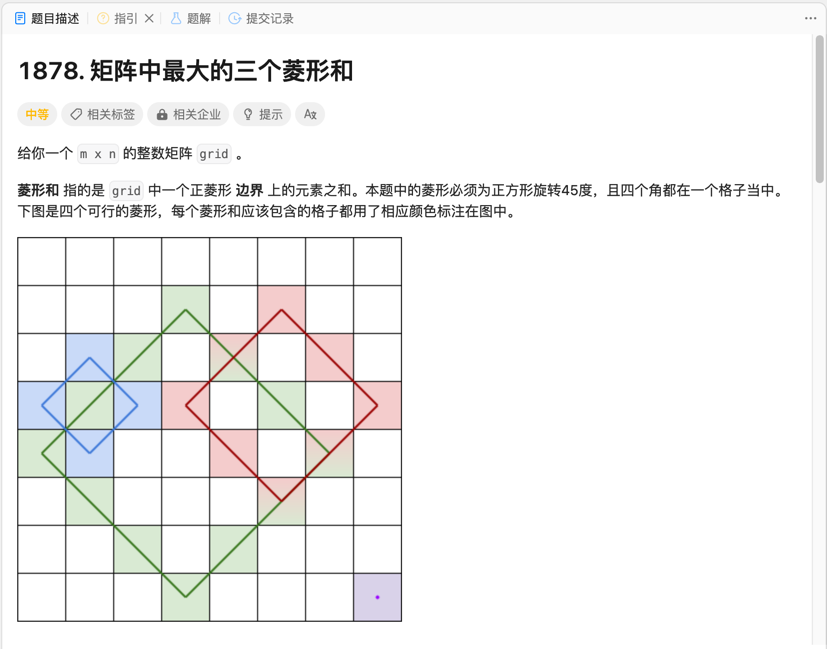 题目描述 指引 题解 提交记录
1878. 矩阵中最大的三个菱形和
中等 相关标签 相关企业 提示 Aⱬ
给你一个 m x n 的整数矩阵 grid 。
菱形和 指的是 grid 中一个正菱形 边界 上的元素之和。本题中的菱形必须为正方形旋转45度，且四个角都在一个格子当中。
下图是四个可行的菱形，每个菱形和应该包含的格子都用了相应颜色标注在图中。